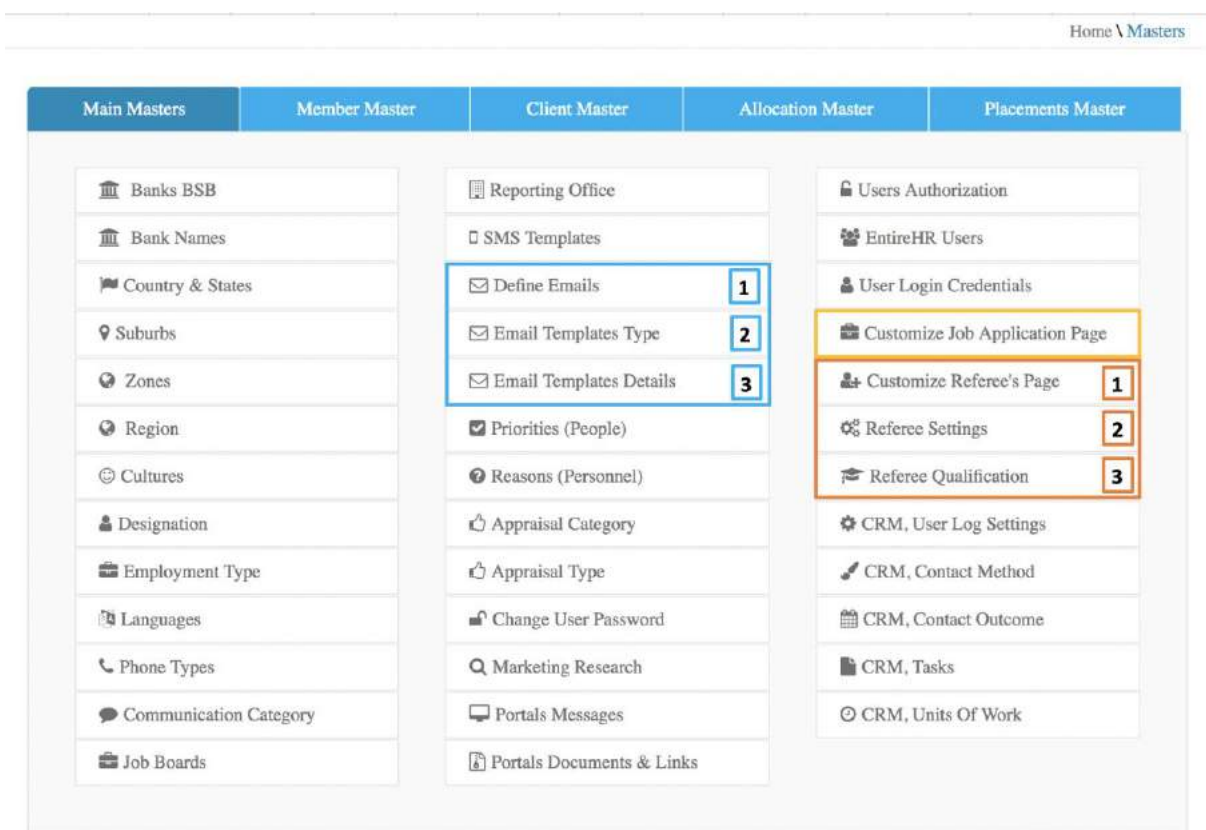 Home \ Masters
Main Masters
Member Master
Client Master
Allocation Master
Placements Master
Banks BSB
Bank Names
Country & States
Suburbs
Zones
Region
Cultures
Designation
Employment Type
Languages
Phone Types
Communication Category
Job Boards
Reporting Office
SMS Templates
Define Emails 1
Email Templates Type 2
Email Templates Details 3
Priorities (People)
Reasons (Personnel)
Appraisal Category
Appraisal Type
Change User Password
Marketing Research
Portals Messages
Portals Documents & Links
Users Authorization
EntireHR Users
User Login Credentials
Customize Job Application Page
Customize Referee's Page 1
Referee Settings 2
Referee Qualification 3
CRM, User Log Settings
CRM, Contact Method
CRM, Contact Outcome
CRM, Tasks
CRM, Units Of Work